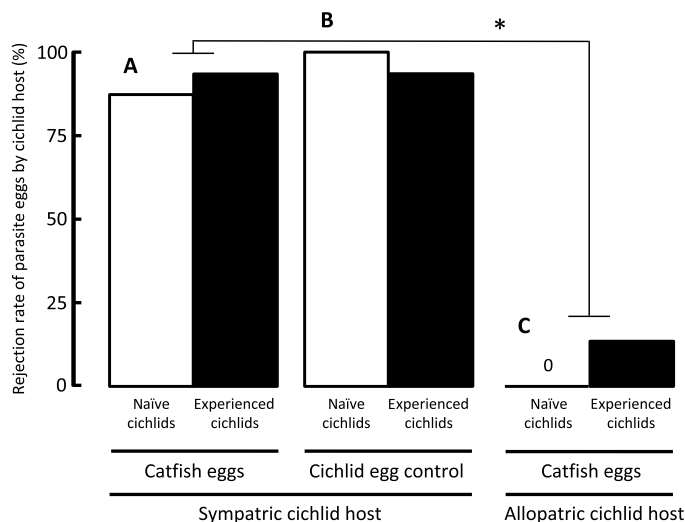 Rejection rate of parasite eggs by cichlid host (%)
100
75
50
25
0
A
B
*
C
0
Naïve cichlids
Experienced cichlids
Naïve cichlids
Experienced cichlids
Naïve cichlids
Experienced cichlids
Catfish eggs
Cichlid egg control
Catfish eggs
Sympatric cichlid host
Allopatric cichlid host